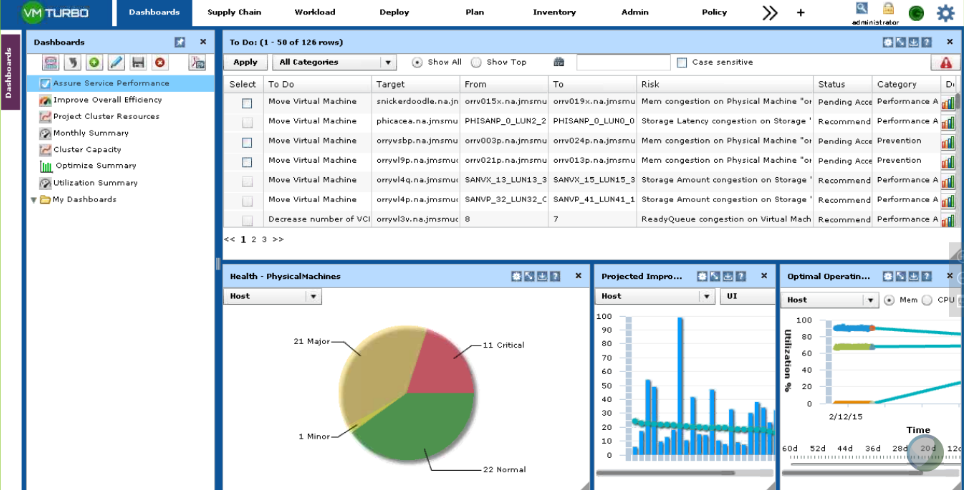 VMTURBO Dashboards Supply Chain Workload Deploy Plan Inventory Admin Policy +
administrator
Dashboards
Dashboards
Assure Service Performance
Improve Overall Efficiency
Project Cluster Resources
Monthly Summary
Cluster Capacity
Optimize Summary
Utilization Summary
My Dashboards
To Do: (1 - 50 of 126 rows)
Apply All Categories Show All Show Top Case sensitive
Select To Do Target From To Risk Status Category
Move Virtual Machine snickerdoodle.na.jn orrv015x.na.jmsmu orrv019x.na.jmsmu Mem congestion on Physical Machine "or Pending Acce Performance A
Move Virtual Machine phicacea.na.jmsmu PHISANP_0_LUN2_2 PHISANP_0_LUN0_0 Storage Latency congestion on Storage ' Recommend Performance A
Move Virtual Machine orryvsbp.na.jmsmu orrv003p.na.jmsmu orrv024p.na.jmsmu Mem congestion on Physical Machine "or Pending Acce Prevention
Move Virtual Machine orrywl9p.na.jmsmu orrv021p.na.jmsmu orrv013p.na.jmsmu Mem congestion on Physical Machine "or Pending Acce Prevention
Move Virtual Machine orrywl4q.na.jmsmu SANVX_13_LUN13_3 SANVX_15_LUN15_3 Storage Amount congestion on Storage ' Recommend Performance A
Move Virtual Machine orrywl4p.na.jmsmu SANVP_32_LUN32_C SANVP_41_LUN41_1 Storage Amount congestion on Storage ' Recommend Performance A
Decrease number of VCI orrywl3v.na.jmsmu 8 7 ReadyQueue congestion on Virtual Mach Recommend Performance A
<< 1 2 3 >>
Health - PhysicalMachines
Host
21 Major
11 Critical
1 Minor
22 Normal
Projected Impro...
Host UI
100
90
80
70
60
50
40
30
20
10
0
Optimal Operatin...
Host Mem CPU
Utilization %
100
80
60
40
20
0
2/12/15
Time
60d 52d 44d 36d 28d 20d 12d